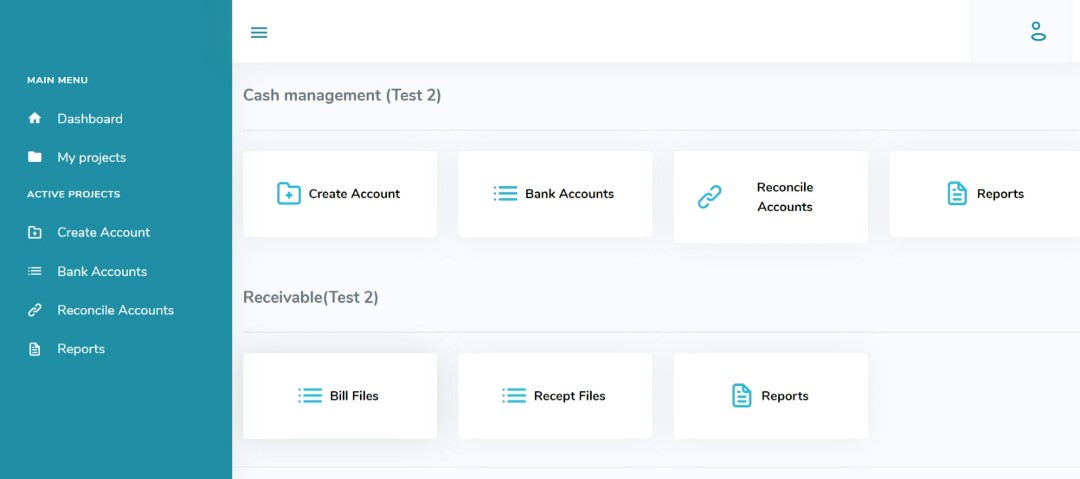 MAIN MENU
Dashboard
My projects
ACTIVE PROJECTS
Create Account
Bank Accounts
Reconcile Accounts
Reports
Cash management (Test 2)
Create Account
Bank Accounts
Reconcile
Accounts
Reports
Receivable(Test 2)
Bill Files
Recept Files
Reports